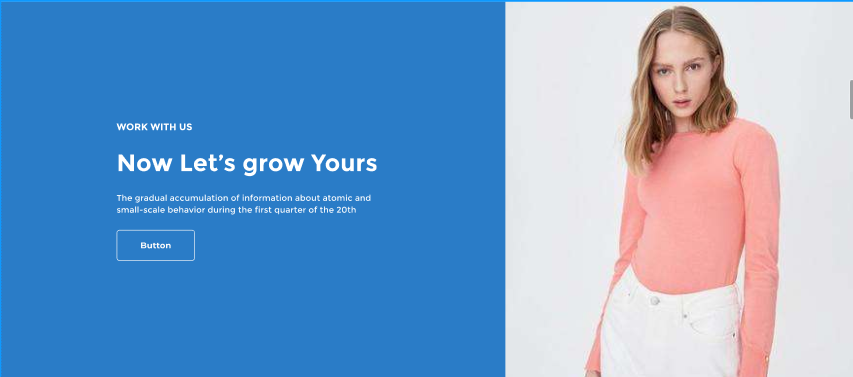 WORK WITH US
Now Let’s grow Yours
The gradual accumulation of information about atomic and
small-scale behavior during the first quarter of the 20th
Button